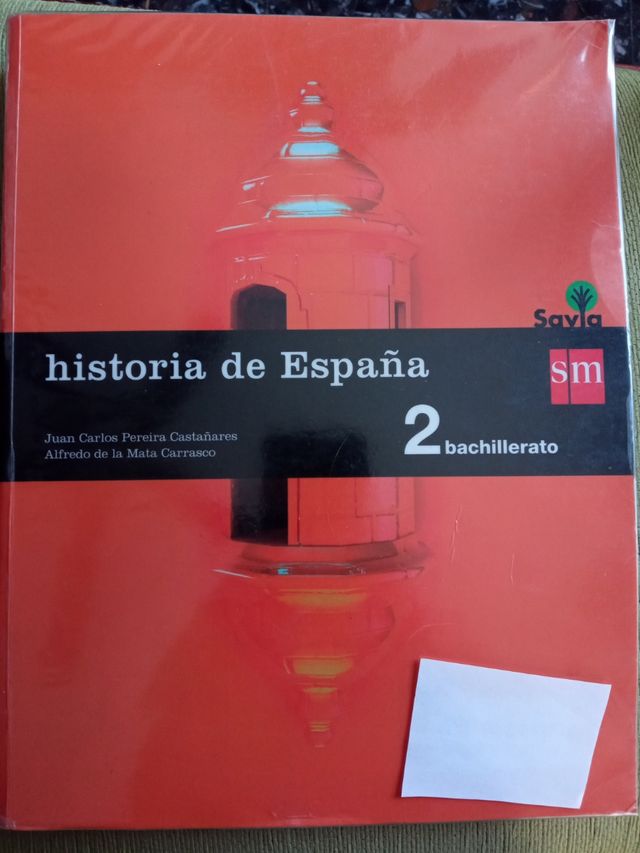 Savia
historia de España
sm
Juan Carlos Pereira Castañares
Alfredo de la Mata Carrasco
2 bachillerato